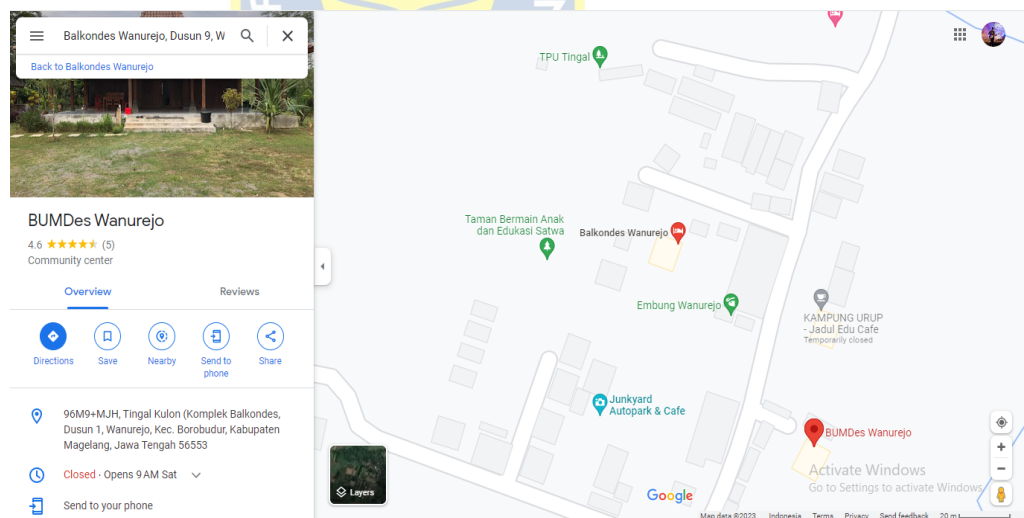 Balkondes Wanurejo, Dusun 9, W
Back to Balkondes Wanurejo
BUMDes Wanurejo
4.6 (5)
Community center
Overview
Reviews
Directions
Save
Nearby
Send to
phone
Share
96M9+MJH, Tingal Kulon (Komplek Balkondes,
Dusun 1, Wanurejo, Kec. Borobudur, Kabupaten
Magelang, Jawa Tengah 56553
Closed · Opens 9 AM Sat
Send to your phone
TPU Tingal
Taman Bermain Anak
dan Edukasi Satwa
Balkondes Wanurejo
Embung Wanurejo
KAMPUNG URUP
- Jadul Edu Cafe
Temporarily closed
Junkyard
Autopark & Cafe
BUMDes Wanurejo
Layers
Google
Activate Windows
Go to Settings to activate Windows.
Map data ©2023 Indonesia Terms Privacy Send feedback 20 m